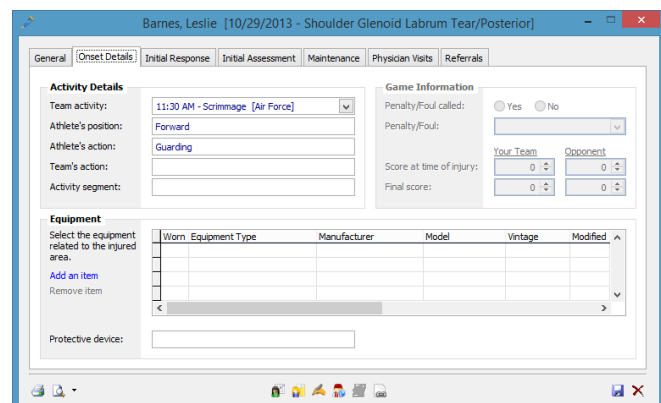 Barnes, Leslie [10/29/2013 - Shoulder Glenoid Labrum Tear/Posterior]
General Onset Details Initial Response Initial Assessment Maintenance Physician Visits Referrals
Activity Details
Team activity: 11:30 AM - Scrimmage [Air Force]
Athlete's position: Forward
Athlete's action: Guarding
Team's action:
Activity segment:
Game Information
Penalty/Foul called: Yes No
Penalty/Foul:
Your Team Opponent
Score at time of injury: 0 0
Final score: 0 0
Equipment
Select the equipment
related to the injured
area.
Add an item
Remove item
Worn Equipment Type Manufacturer Model Vintage Modified
Protective device: